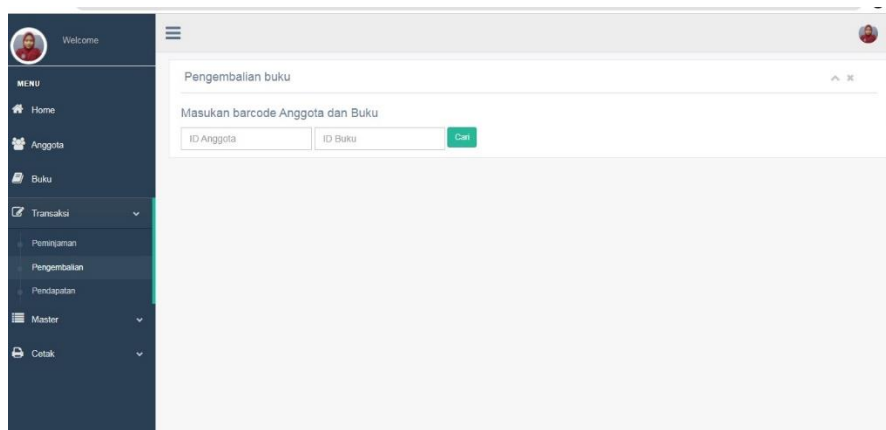 Welcome
MENU
Home
Anggota
Buku
Transaksi
Peminjaman
Pengembalian
Pendapatan
Master
Cetak
Pengembalian buku
Masukan barcode Anggota dan Buku
ID Anggota
ID Buku
Cari